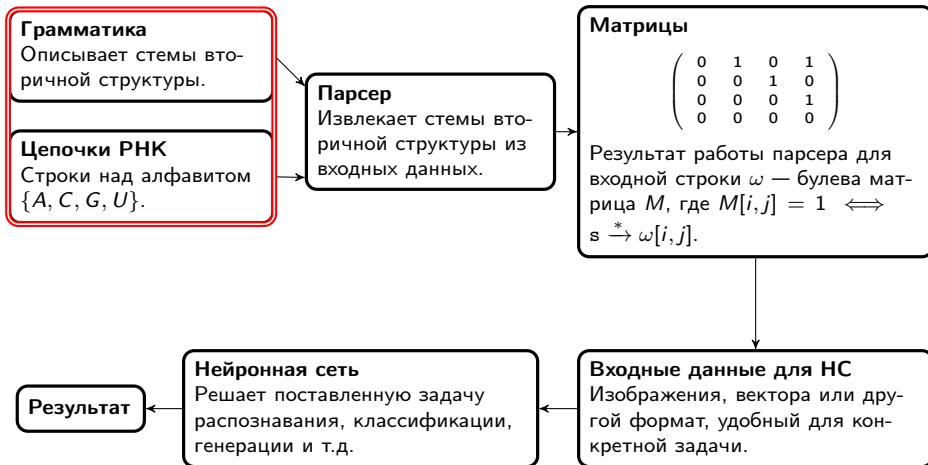 Грамматика
Описывает стемы вто-
ричной структуры.
Цепочки РНК
Строки над алфавитом
{A, C, G, U}.
Парсер
Извлекает стемы вто-
ричной структуры из
входных данных.
Матрицы
0 1 0 1
0 0 1 0
0 0 0 1
0 0 0 0
Результат работы парсера для
входной строки ω — булева мат-
рица M, где M[i, j] = 1 ⟺
s →* ω[i, j].
Входные данные для НС
Изображения, вектора или дру-
гой формат, удобный для кон-
кретной задачи.
Нейронная сеть
Решает поставленную задачу
распознавания, классификации,
генерации и т.д.
Результат